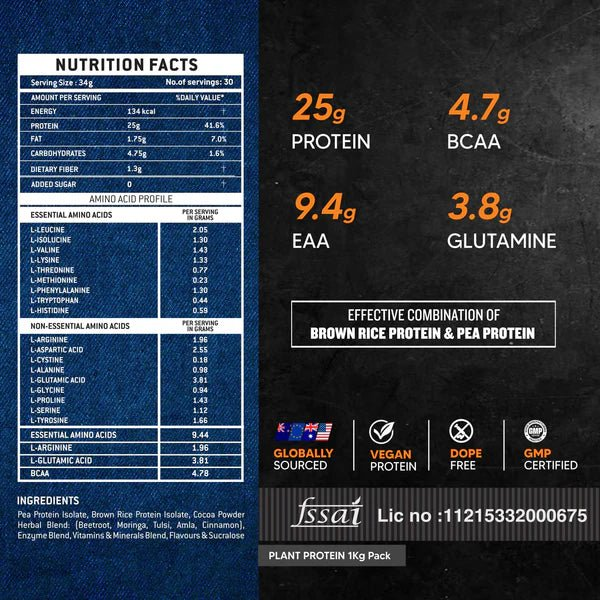 NUTRITION FACTS
Serving Size : 34g No.of servings: 30
AMOUNT PER SERVING %DAILY VALUE*
ENERGY 134 kcal †
PROTEIN 25g 41.6%
FAT 1.75g 7.0%
CARBOHYDRATES 4.75g 1.6%
DIETARY FIBER 1.3g †
ADDED SUGAR 0 †
AMINO ACID PROFILE
ESSENTIAL AMINO ACIDS PER SERVING
IN GRAMS
L-LEUCINE 2.05
L-ISOLUCINE 1.30
L-VALINE 1.43
L-LYSINE 1.33
L-THREONINE 0.77
L-METHIONINE 0.23
L-PHENYLALANINE 1.30
L-TRYPTOPHAN 0.44
L-HISTIDINE 0.59
NON-ESSENTIAL AMINO ACIDS PER SERVING
IN GRAMS
L-ARGININE 1.96
L-ASPARTIC ACID 2.55
L-CYSTINE 0.18
L-ALANINE 0.98
L-GLUTAMIC ACID 3.81
L-GLYCINE 0.94
L-PROLINE 1.43
L-SERINE 1.12
L-TYROSINE 1.66
ESSENTIAL AMINO ACIDS 9.44
L-ARGININE 1.96
L-GLUTAMIC ACID 3.81
BCAA 4.78
INGREDIENTS
Pea Protein Isolate, Brown Rice Protein Isolate, Cocoa Powder
Herbal Blend: (Beetroot, Moringa, Tulsi, Amla, Cinnamon),
Enzyme Blend, Vitamins & Minerals Blend, Flavours & Sucralose
25g 4.7g
PROTEIN BCAA
9.4g 3.8g
EAA GLUTAMINE
EFFECTIVE COMBINATION OF
BROWN RICE PROTEIN & PEA PROTEIN
GLOBALLY
SOURCED
VEGAN
PROTEIN
DOPE
FREE
GMP
GMP
CERTIFIED
fssai Lic no :11215332000675
PLANT PROTEIN 1Kg Pack